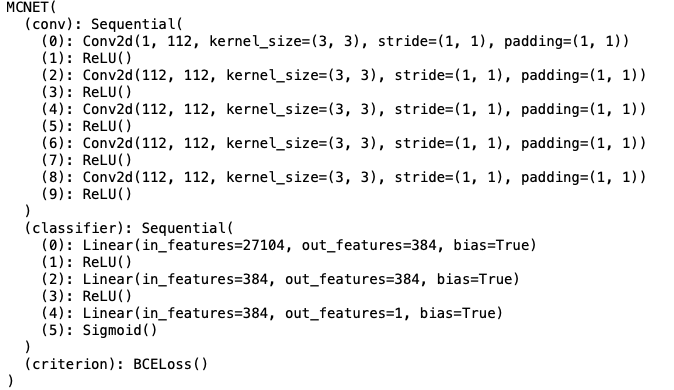 MCNET(
  (conv): Sequential(
    (0): Conv2d(1, 112, kernel_size=(3, 3), stride=(1, 1), padding=(1, 1))
    (1): ReLU()
    (2): Conv2d(112, 112, kernel_size=(3, 3), stride=(1, 1), padding=(1, 1))
    (3): ReLU()
    (4): Conv2d(112, 112, kernel_size=(3, 3), stride=(1, 1), padding=(1, 1))
    (5): ReLU()
    (6): Conv2d(112, 112, kernel_size=(3, 3), stride=(1, 1), padding=(1, 1))
    (7): ReLU()
    (8): Conv2d(112, 112, kernel_size=(3, 3), stride=(1, 1), padding=(1, 1))
    (9): ReLU()
  )
  (classifier): Sequential(
    (0): Linear(in_features=27104, out_features=384, bias=True)
    (1): ReLU()
    (2): Linear(in_features=384, out_features=384, bias=True)
    (3): ReLU()
    (4): Linear(in_features=384, out_features=1, bias=True)
    (5): Sigmoid()
  )
  (criterion): BCELoss()
)